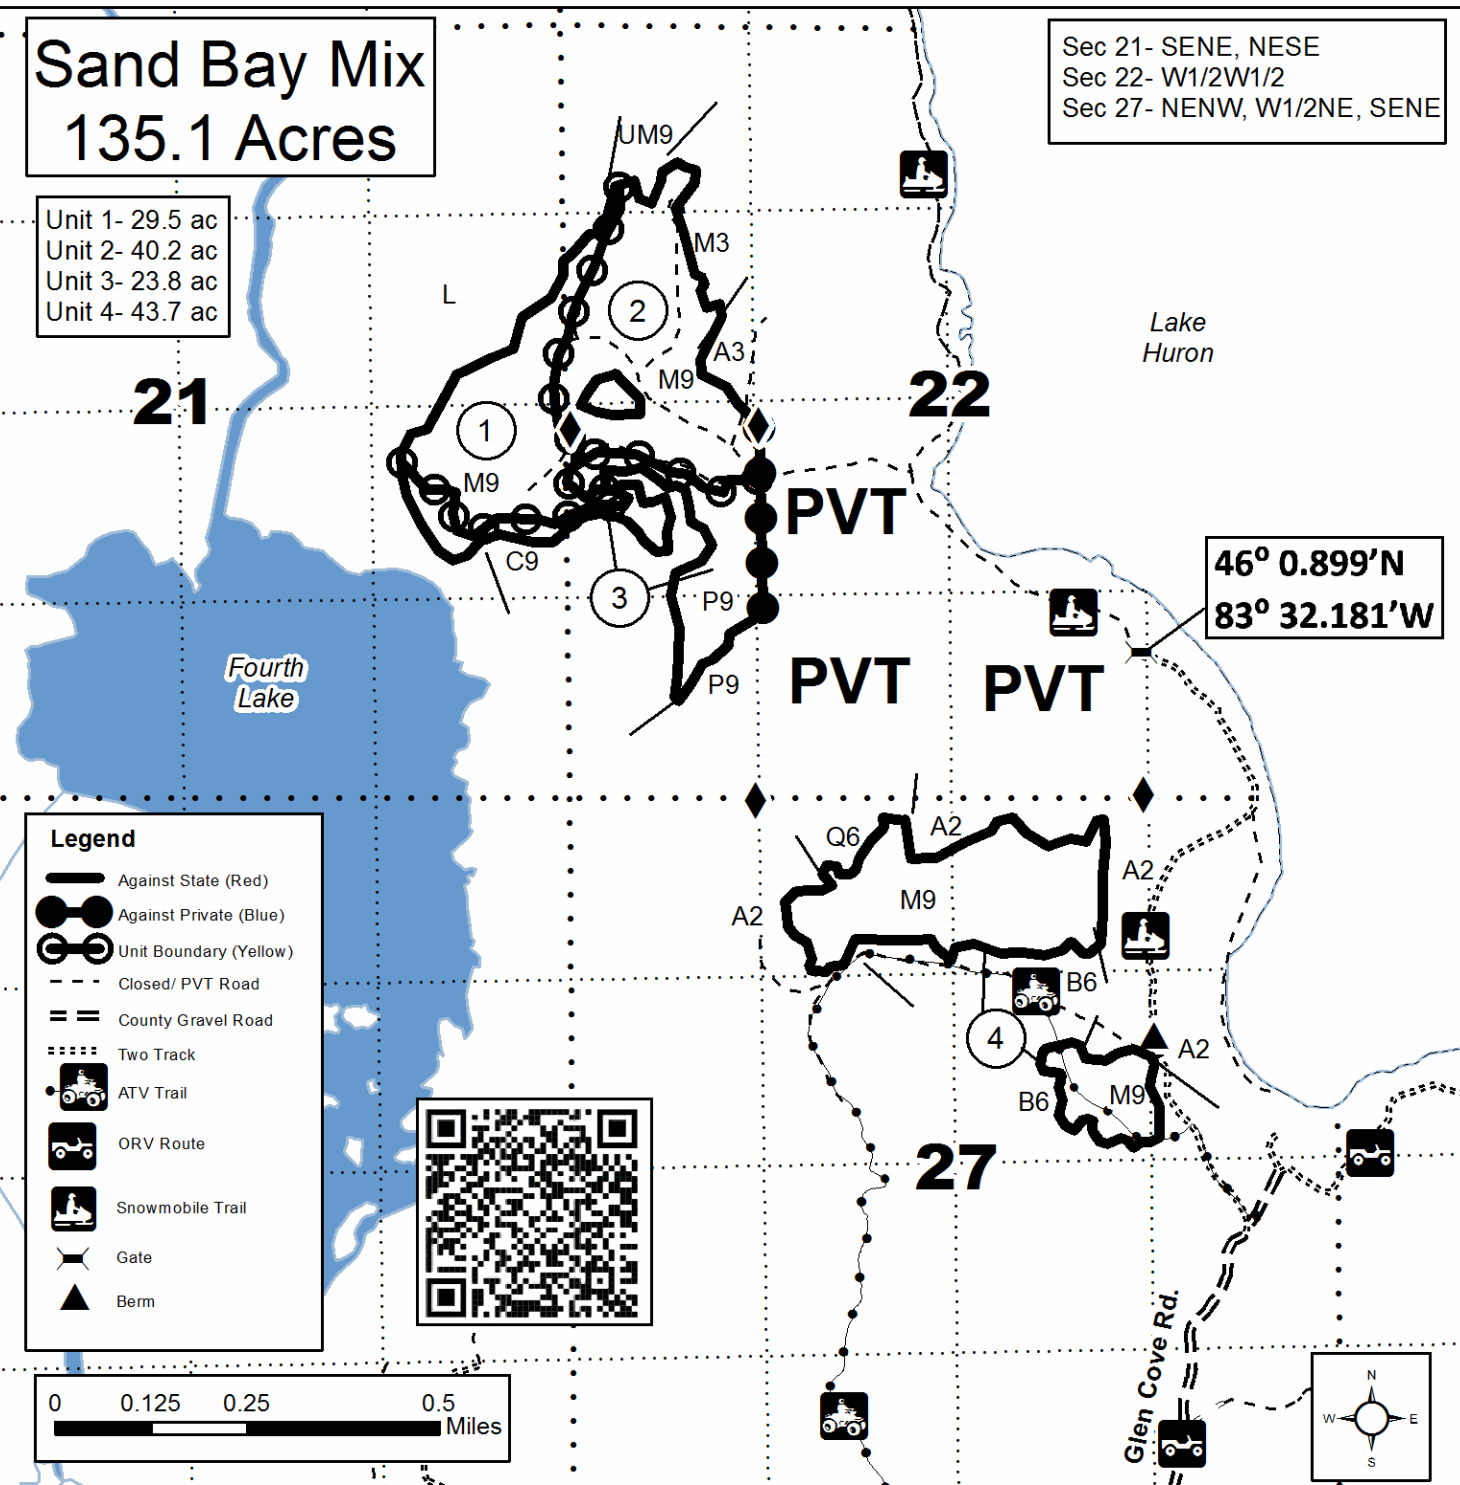 Sand Bay Mix
135.1 Acres
Sec 21- SENE, NESE
Sec 22- W1/2W1/2
Sec 27- NENW, W1/2NE, SENE
Unit 1- 29.5 ac
Unit 2- 40.2 ac
Unit 3- 23.8 ac
Unit 4- 43.7 ac
UM9
M3
L
2
Lake
Huron
A3
M9
21
22
1
M9
PVT
C9
3
P9
46⁰ 0.899’N
83⁰ 32.181’W
Fourth
Lake
P9
PVT
PVT
Q6
A2
A2
M9
A2
B6
4
A2
B6
M9
27
Legend
Against State (Red)
Against Private (Blue)
Unit Boundary (Yellow)
Closed/ PVT Road
County Gravel Road
Two Track
ATV Trail
ORV Route
Snowmobile Trail
Gate
Berm
Glen Cove Rd.
0 0.125 0.25 0.5
Miles
N
W E
S